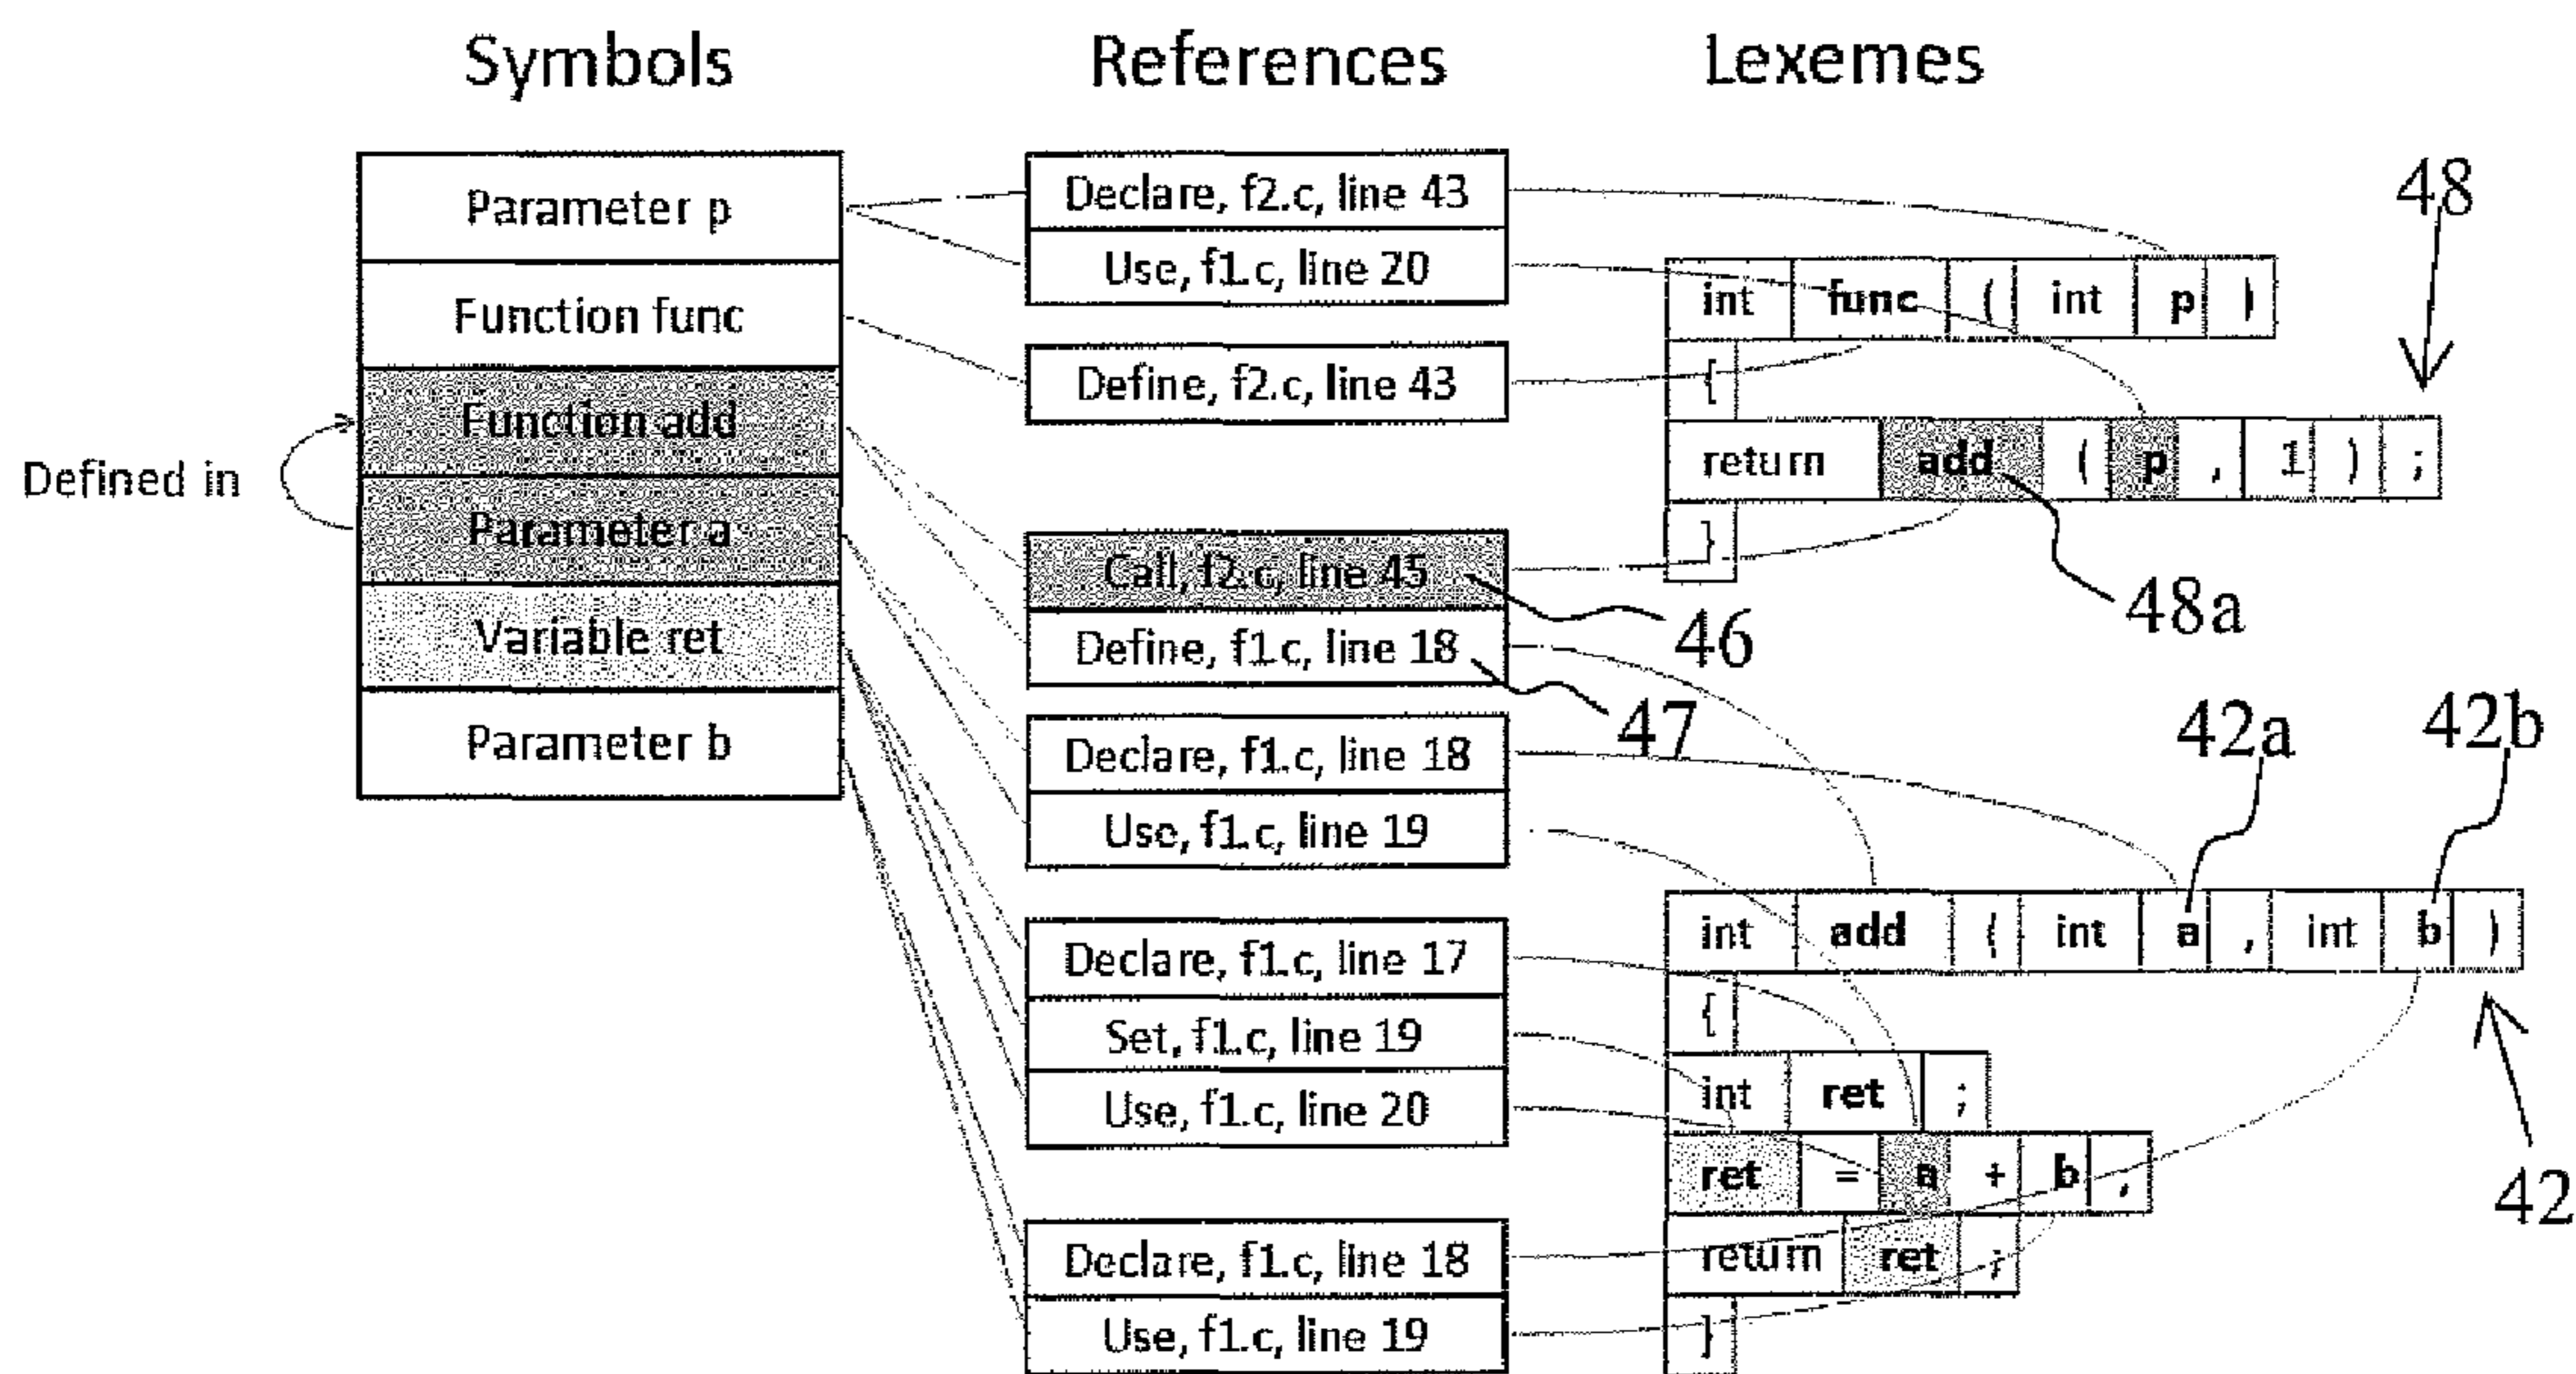 Symbols
References
Lexemes
Defined in
Parameter p
Function func
Function add
Parameter a
Variable ret
Parameter b
Declare, f2.c, line 43
Use, f1.c, line 20
Define, f2.c, line 43
Call, f2.c, line 45
Define, f1.c, line 18
Declare, f1.c, line 18
Use, f1.c, line 19
Declare, f1.c, line 17
Set, f1.c, line 19
Use, f1.c, line 20
Declare, f1.c, line 18
Use, f1.c, line 19
46
47
48
int func ( int p )
{
return add ( p , 1 ) ;
}
48a
42a
42b
int add ( int a , int b )
{
int ret ;
ret = a + b ,
return ret ;
}
42